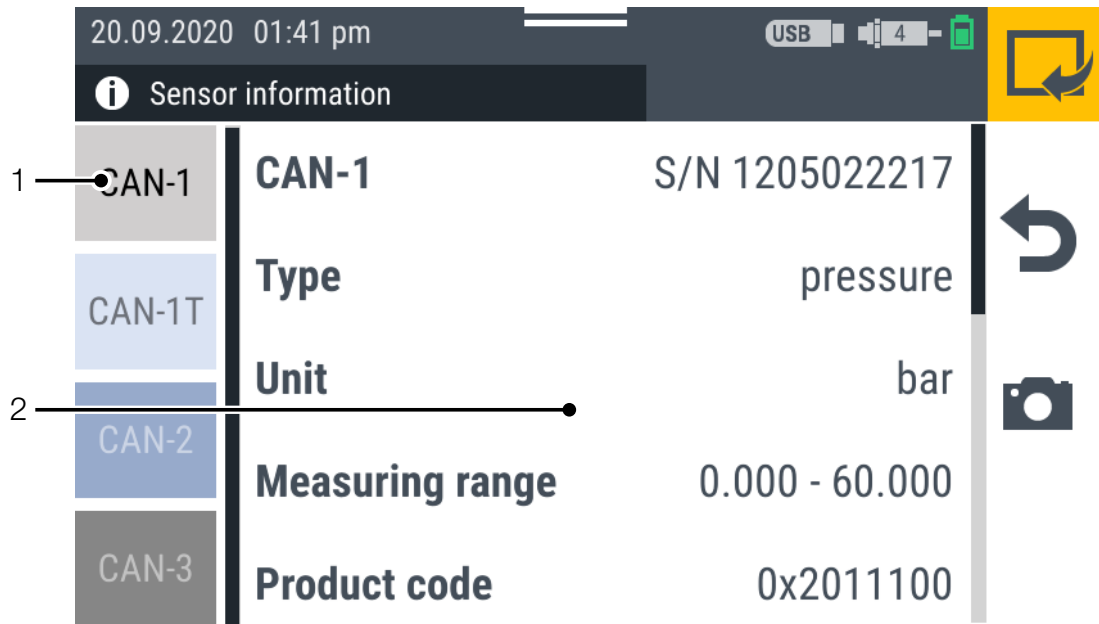 20.09.2020 01:41 pm USB 4
i Sensor information
1 CAN-1
CAN-1T
2 CAN-2
CAN-3
CAN-1 S/N 1205022217
Type pressure
Unit bar
Measuring range 0.000 - 60.000
Product code 0x2011100